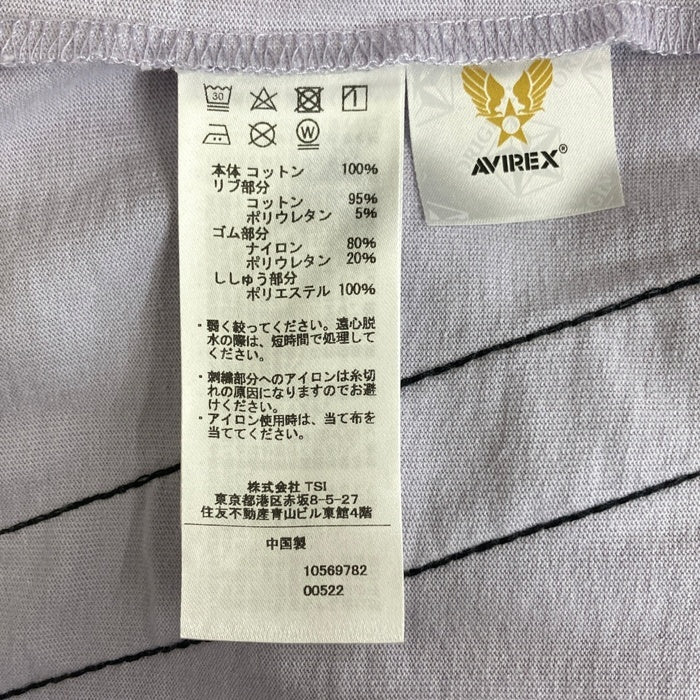 30
W
本体 コットン 100%
リブ部分
コットン 95%
ポリウレタン 5%
ゴム部分
ナイロン 80%
ポリウレタン 20%
ししゅう部分
ポリエステル 100%
・弱く絞ってください。遠心脱
水の際は、短時間で処理して
ください。
・刺繍部分へのアイロンは糸切
れの原因になりますのでお避
けください。
・アイロン使用時は、当て布を
当ててください。
株式会社 TSI
東京都港区赤坂8-5-27
住友不動産青山ビル東館4階
中国製
10569782
00522
AVIREX®